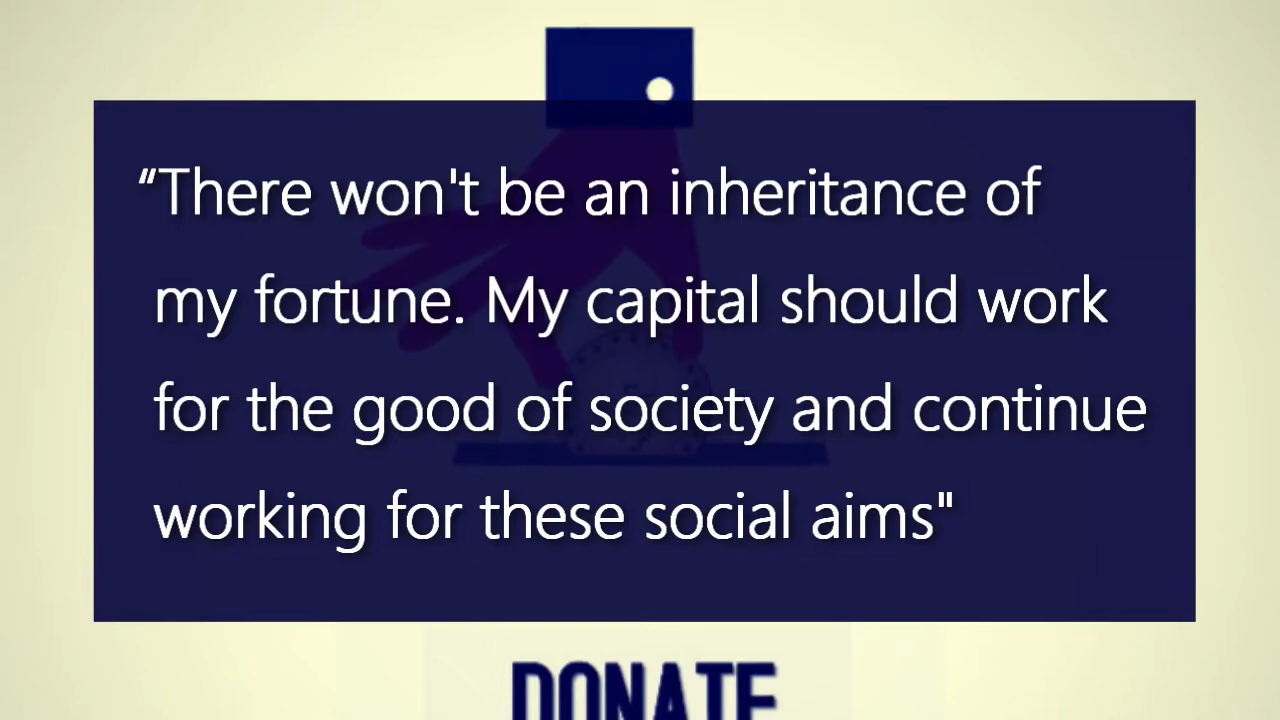 “There won't be an inheritance of
my fortune. My capital should work
for the good of society and continue
working for these social aims"
DONATE